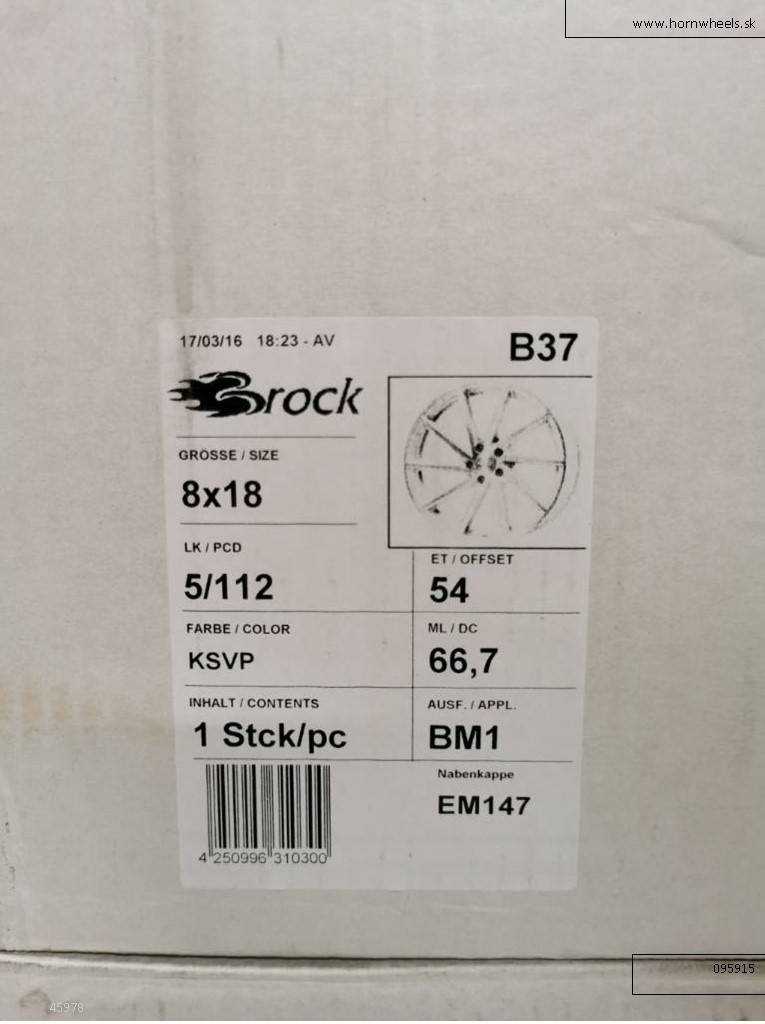 www.hornwheels.sk
17/03/16 18:23 - AV
B37
Brock
GRÖSSE / SIZE
8x18
LK / PCD
5/112
ET / OFFSET
54
FARBE / COLOR
KSVP
ML / DC
66,7
INHALT / CONTENTS
1 Stck/pc
AUSF. / APPL.
BM1
Nabenkappe
EM147
4 250996 310300
095915
45978